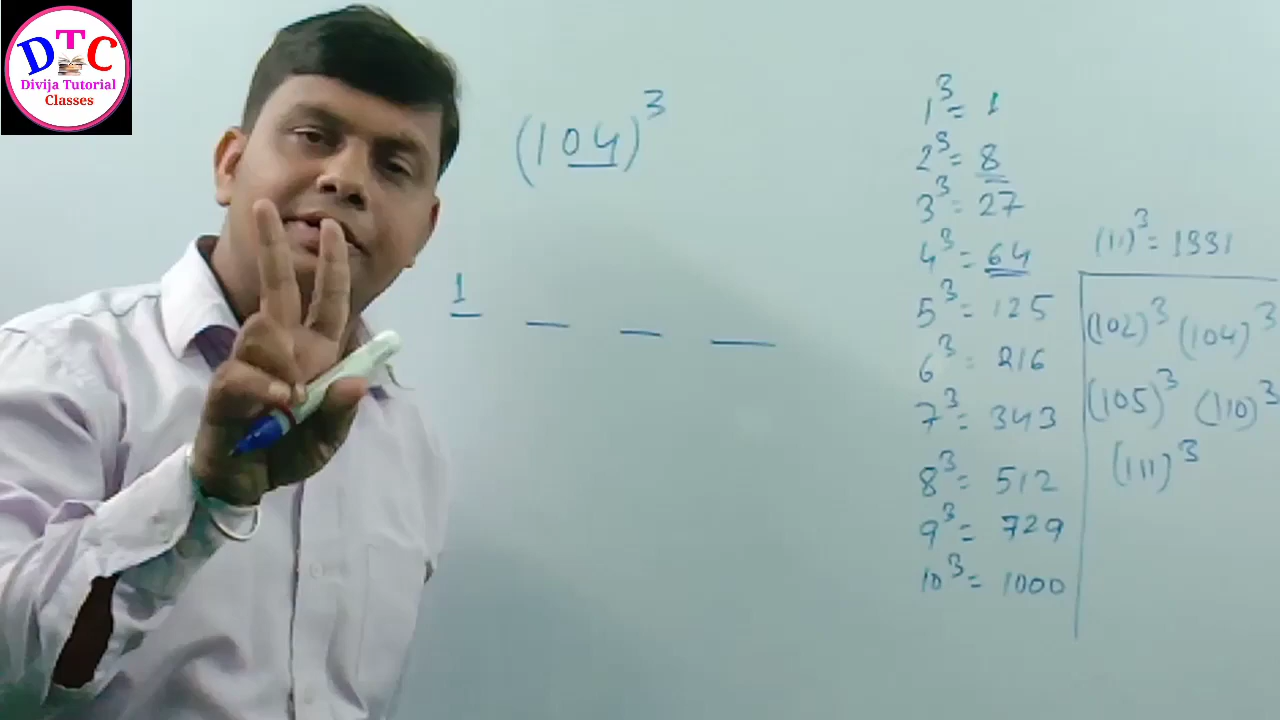 DTC
Divija Tutorial
Classes
(104)³
1
1³ = 1
2³ = 8
3³ = 27
4³ = 64
5³ = 125
6³ = 216
7³ = 343
8³ = 512
9³ = 729
10³ = 1000
(11)³ = 1331
(102)³ (104)³
(105)³ (110)³
(111)³